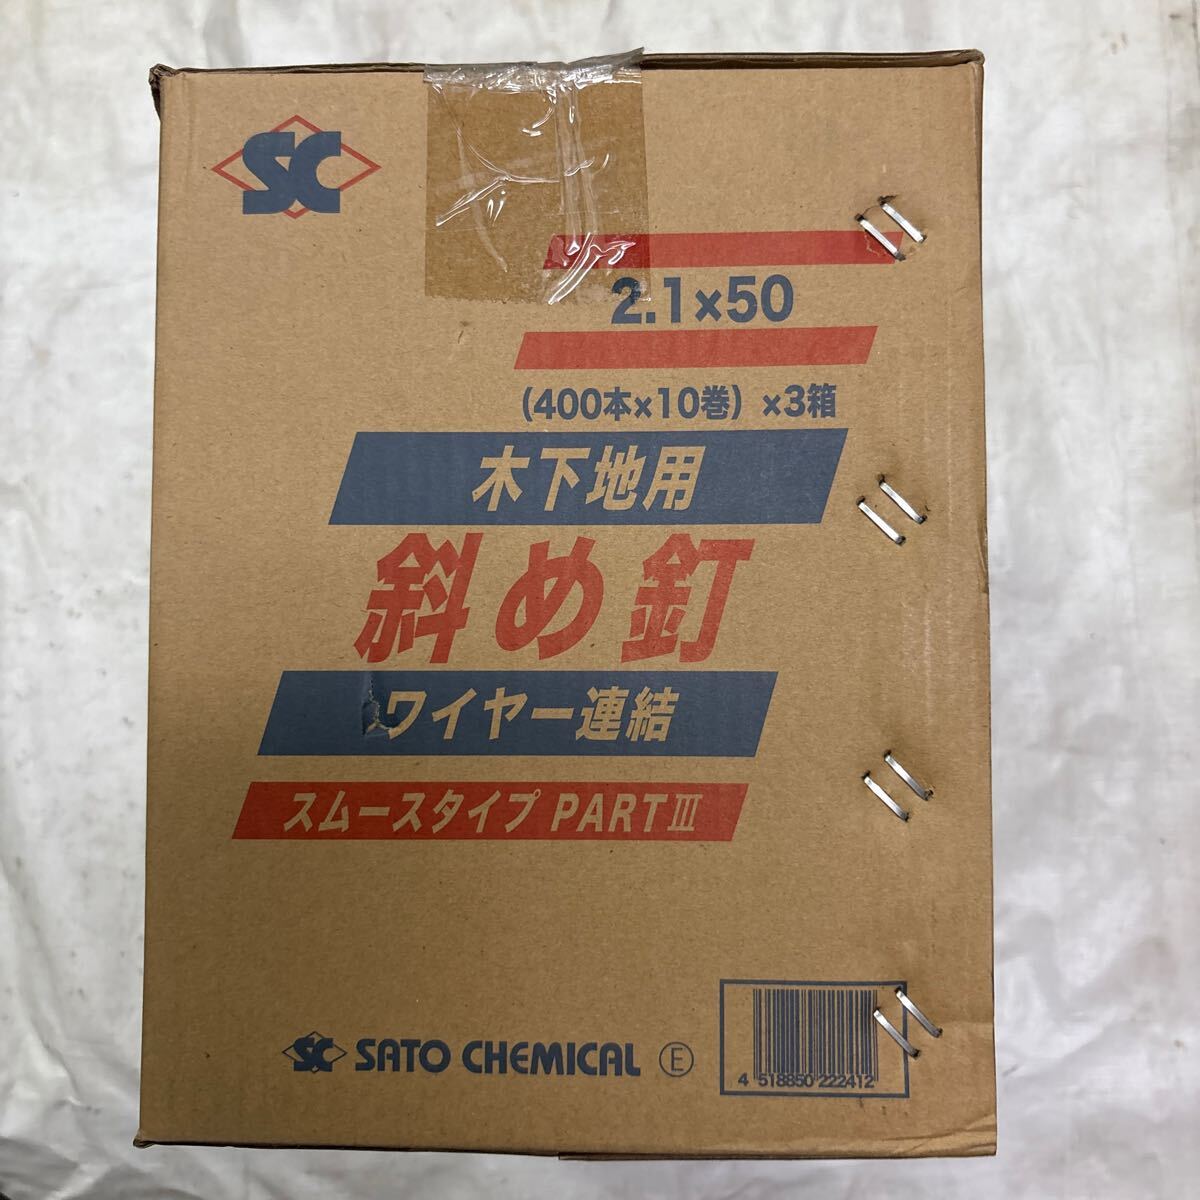 SC
2.1×50
(400本×10巻) ×3箱
木下地用
斜め釘
ワイヤー連結
スムースタイプ PARTⅢ
SC SATO CHEMICAL Ⓔ
4 518850 222412